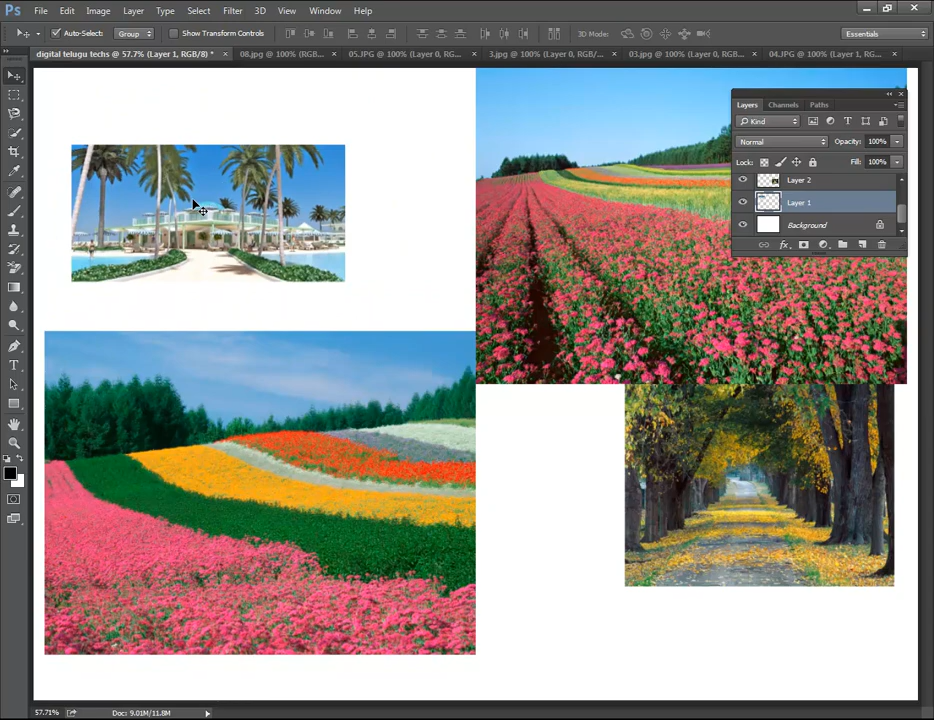 Ps File Edit Image Layer Type Select Filter 3D View Window Help
Auto-Select: Group Show Transform Controls 3D Mode: Essentials
digital telugu techs @ 57.7% (Layer 1, RGB/8) * × 08.jpg @ 100% (RGB... × 05.JPG @ 100% (Layer 0, RG... × 3.jpg @ 100% (Layer 0, RGB/... × 03.jpg @ 100% (Layer 0, RGB... × 04.JPG @ 100% (Layer 1, RG... ×
Layers Channels Paths
Kind
Normal Opacity: 100%
Lock: Fill: 100%
Layer 2
Layer 1
Background
fx
57.71% Doc: 9.01M/11.8M